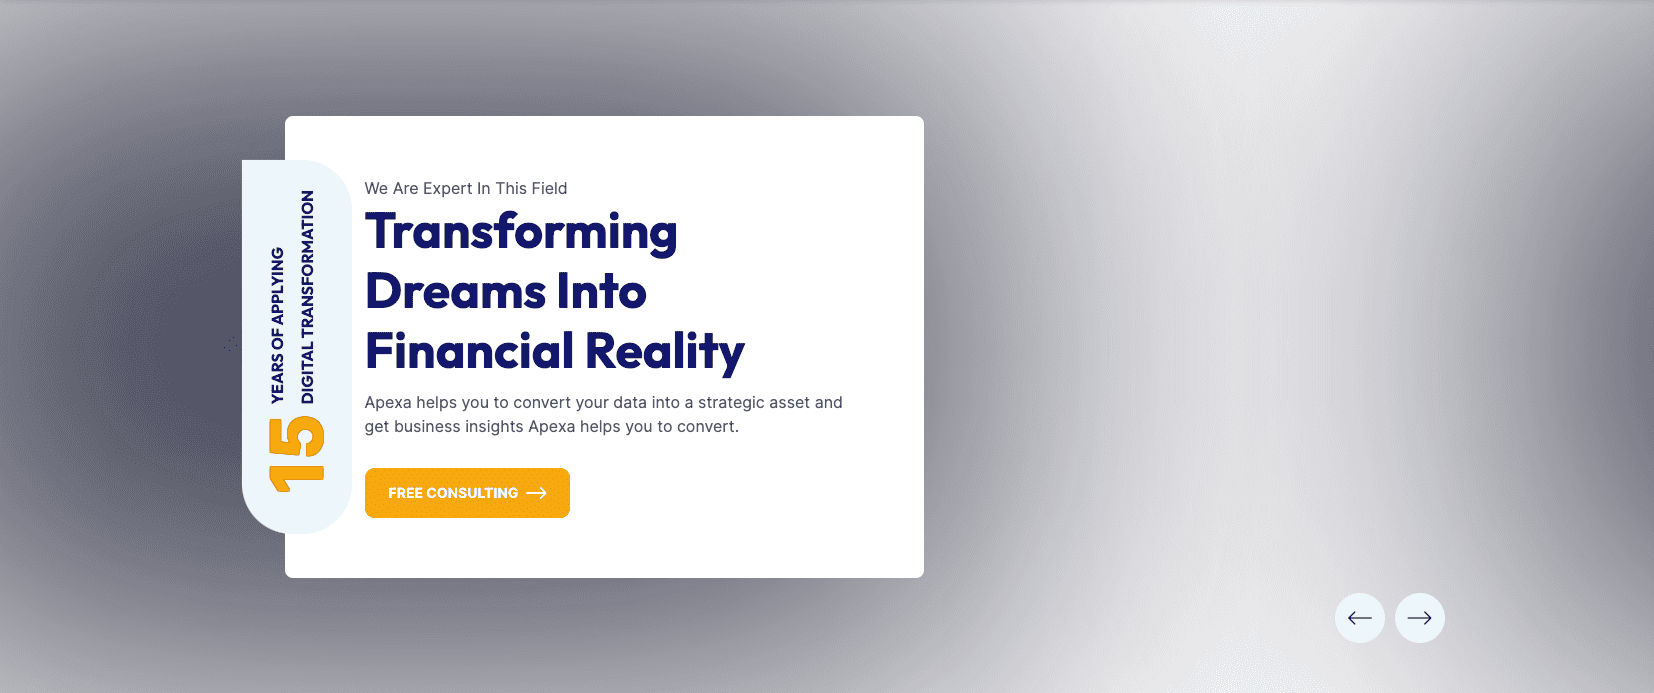 15
YEARS OF APPLYING
DIGITAL TRANSFORMATION
We Are Expert In This Field
Transforming
Dreams Into
Financial Reality
Apexa helps you to convert your data into a strategic asset and
get business insights Apexa helps you to convert.
FREE CONSULTING